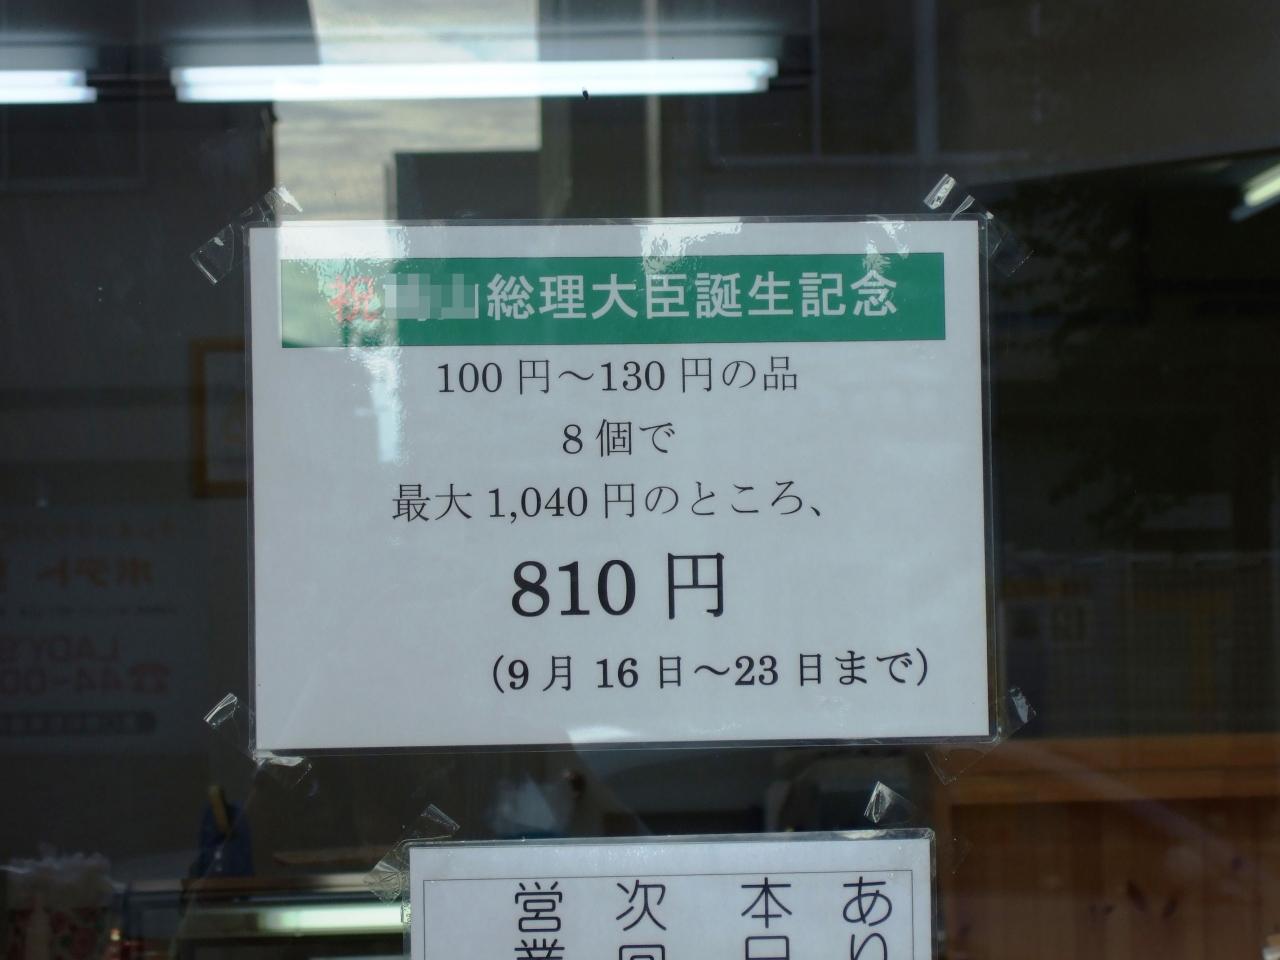 祝 総理大臣誕生記念
100円〜130円の品
8個で
最大1,040円のところ、
810円
(9月16日〜23日まで)
あり
本日
次回
営業